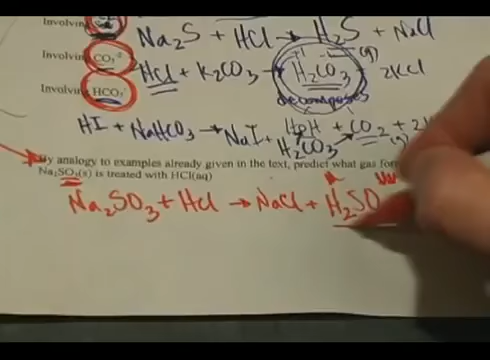 Involving S
Na2S + HCl → H2S + NaCl
(g)
Involving CO3-2
HCl + K2CO3 → H2CO3 2KCl
decomposes
Involving HCO3-
HI + NaHCO3 → NaI + HOH + CO2 +
H2CO3 (g)
By analogy to examples already given in the text, predict what gas for
Na2SO3(s) is treated with HCl(aq)
Na2SO3 + HCl → NaCl + H2SO